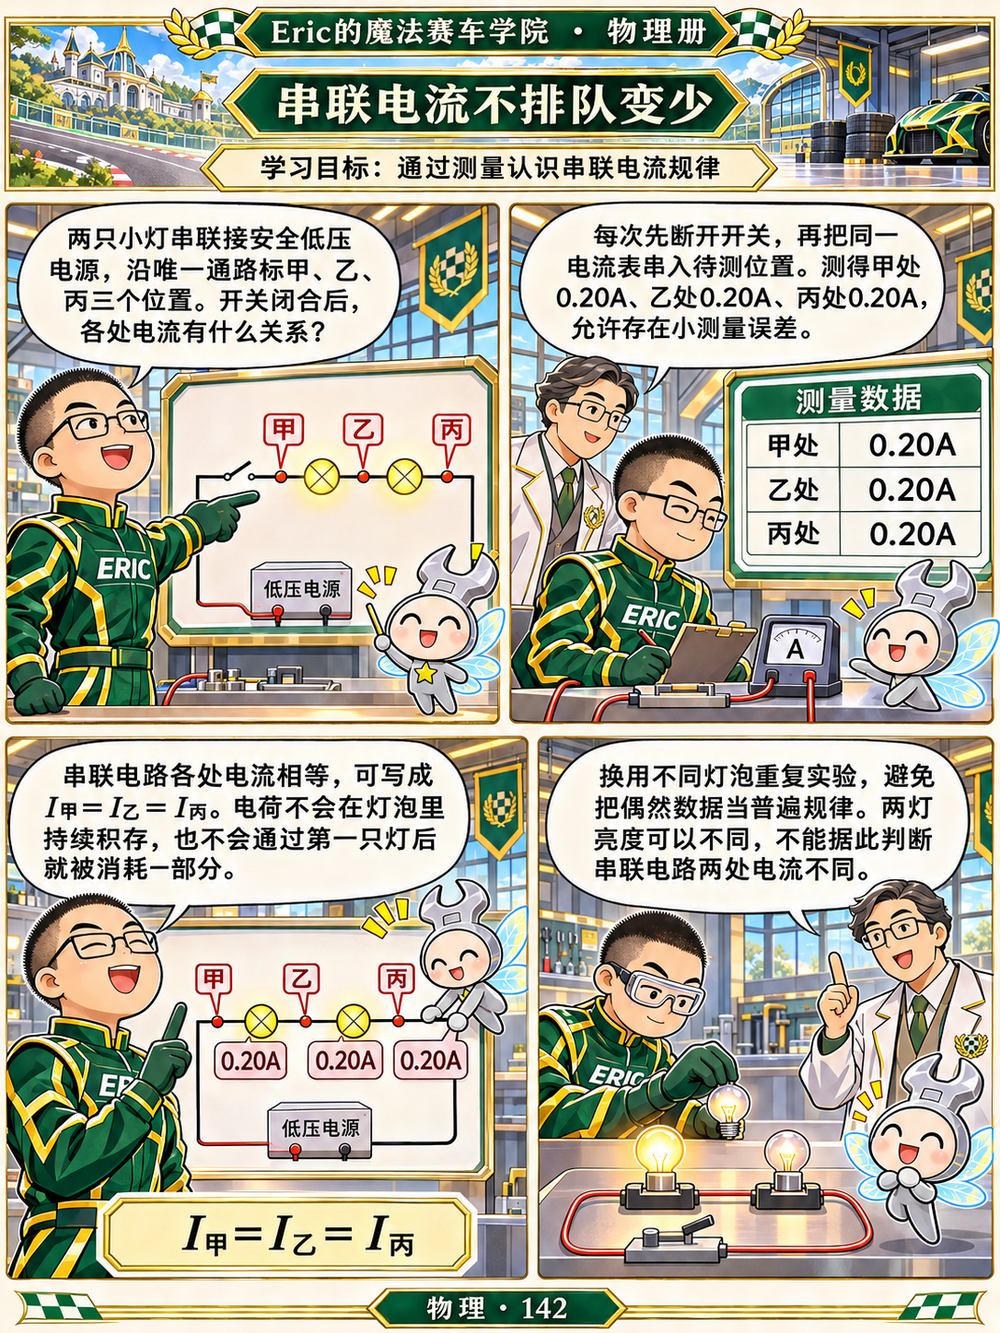 Eric的魔法赛车学院 · 物理册
串联电流不排队变少
学习目标：通过测量认识串联电流规律
两只小灯串联接安全低压
电源，沿唯一通路标甲、乙、
丙三个位置。开关闭合后，
各处电流有什么关系？
甲
乙
丙
低压电源
ERIC
每次先断开开关，再把同一
电流表串入待测位置。测得甲处
0.20A、乙处0.20A、丙处0.20A，
允许存在小测量误差。
测量数据
甲处 0.20A
乙处 0.20A
丙处 0.20A
ERIC
A
串联电路各处电流相等，可写成
I甲＝I乙＝I丙。电荷不会在灯泡里
持续积存，也不会通过第一只灯后
就被消耗一部分。
甲
乙
丙
0.20A
0.20A
0.20A
低压电源
ER
I甲＝I乙＝I丙
换用不同灯泡重复实验，避免
把偶然数据当普遍规律。两灯
亮度可以不同，不能据此判断
串联电路两处电流不同。
ERIC
物理 · 142